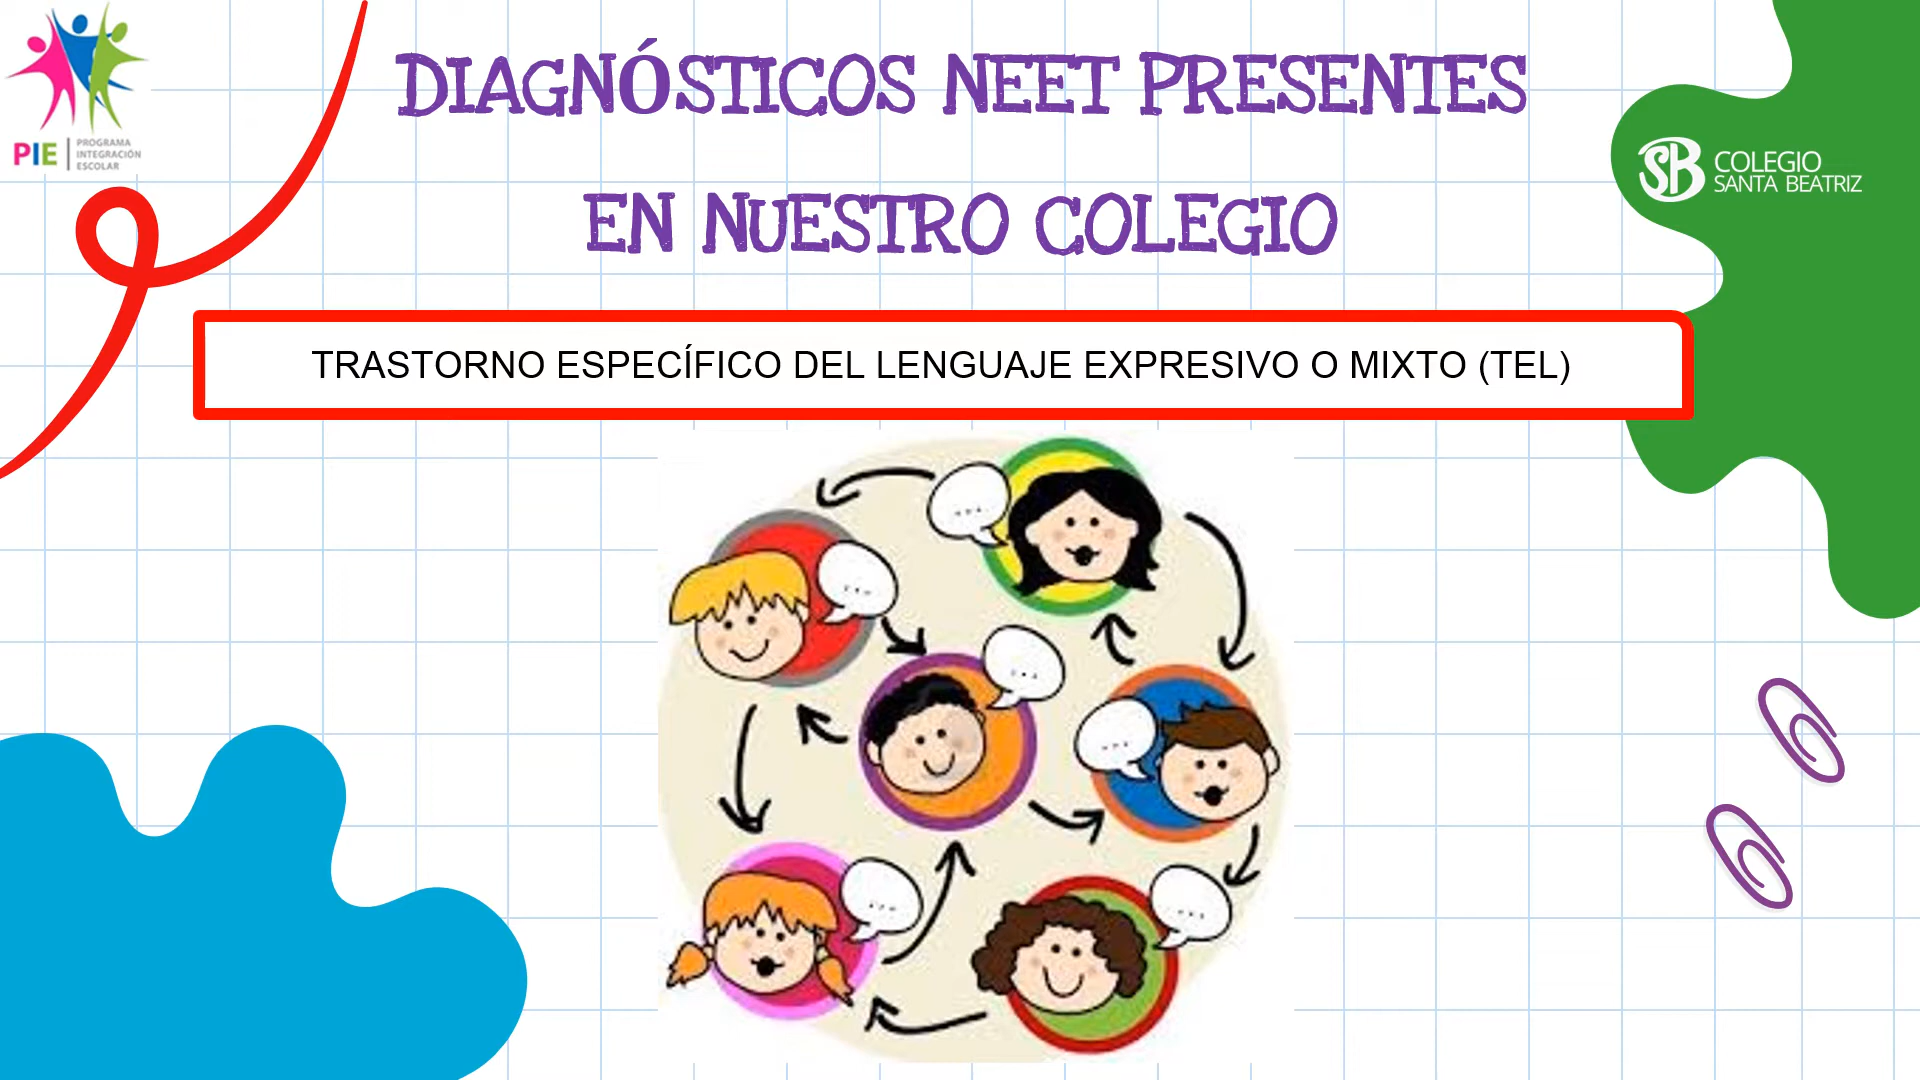 DIAGNÓSTICOS NEET PRESENTES
EN NUESTRO COLEGIO
PIE
PROGRAMA
INTEGRACIÓN
ESCOLAR
SB
COLEGIO
SANTA BEATRIZ
TRASTORNO ESPECÍFICO DEL LENGUAJE EXPRESIVO O MIXTO (TEL)
...
...
...
...
...
...